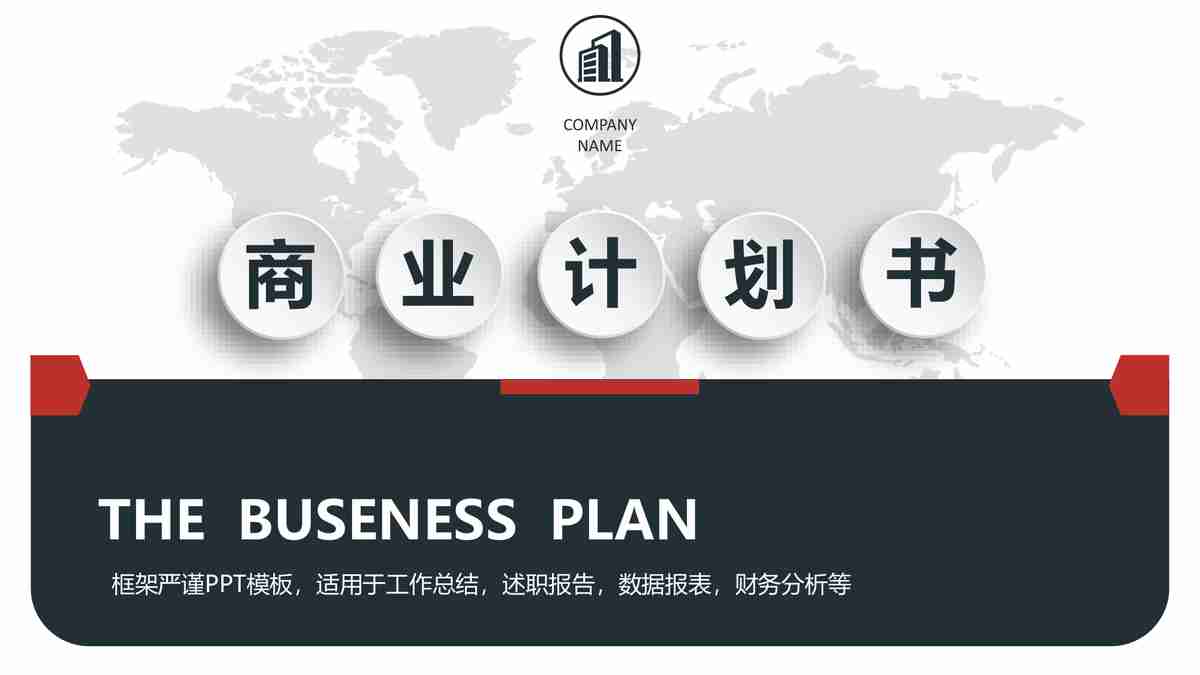 COMPANY
NAME
商业计划书
THE BUSENESS PLAN
框架严谨PPT模板，适用于工作总结，述职报告，数据报表，财务分析等